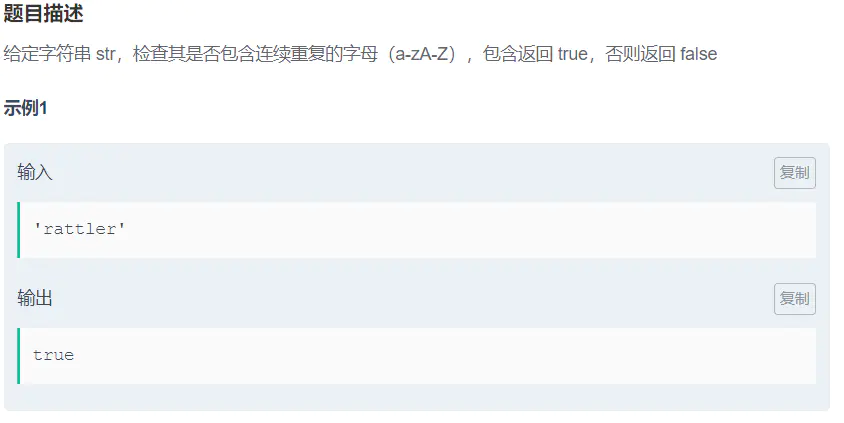 题目描述
给定字符串 str，检查其是否包含连续重复的字母（a-zA-Z），包含返回 true，否则返回 false
示例1
输入
复制
'rattler'
输出
复制
true